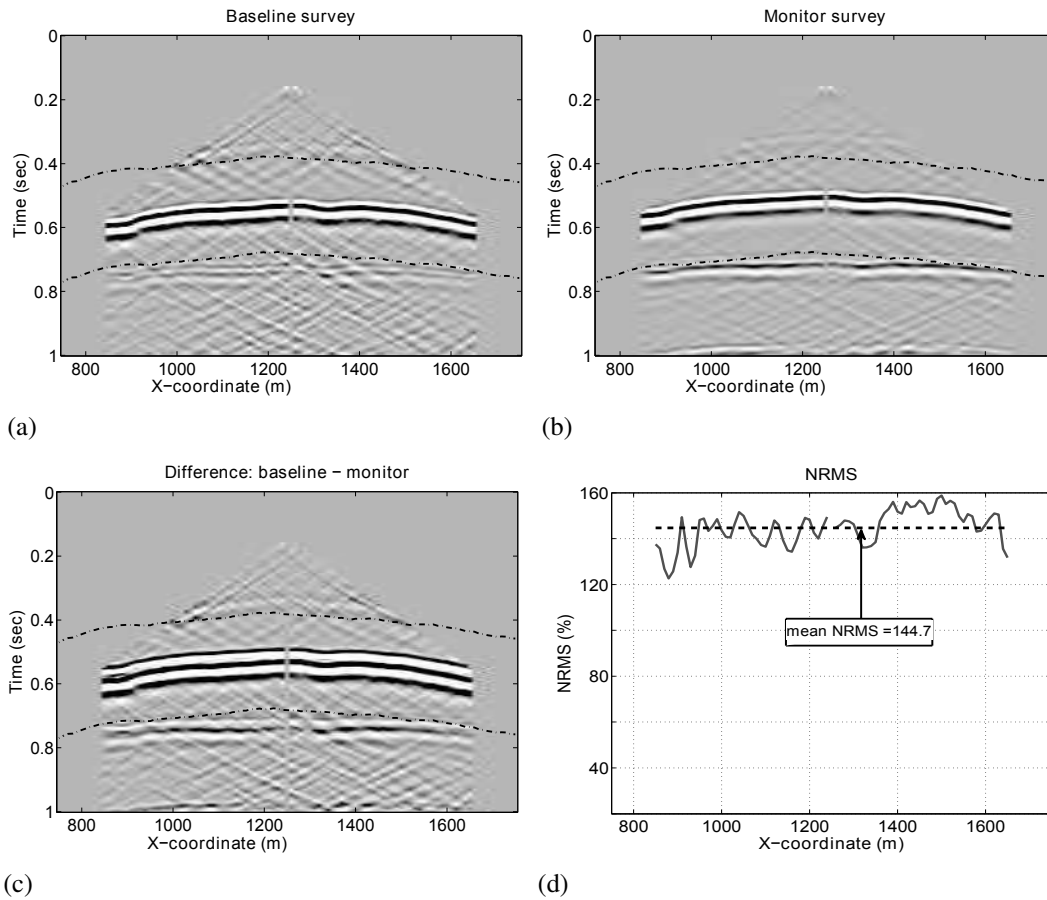 Baseline survey
0
0.2
0.4
0.6
0.8
1
Time (sec)
800 1000 1200 1400 1600
X−coordinate (m)
(a)
Monitor survey
0
0.2
0.4
0.6
0.8
1
Time (sec)
800 1000 1200 1400 1600
X−coordinate (m)
(b)
Difference: baseline − monitor
0
0.2
0.4
0.6
0.8
1
Time (sec)
800 1000 1200 1400 1600
X−coordinate (m)
(c)
NRMS
160
120
80
40
NRMS (%)
mean NRMS =144.7
800 1000 1200 1400 1600
X−coordinate (m)
(d)